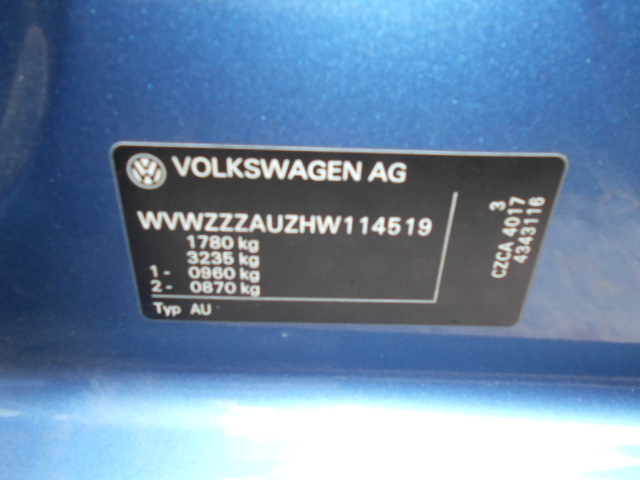 VOLKSWAGEN AG
WVWZZZAUZHW114519
1780 kg
3235 kg
1- 0960 kg
2- 0870 kg
Typ AU
3
CZCA 4017
4343116